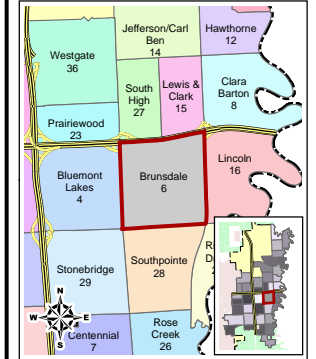 Jefferson/Carl
Ben
14
Hawthorne
12
Westgate
36
South
High
27
Lewis &
Clark
15
Clara
Barton
8
Prairiewood
23
Lincoln
16
Bluemont
Lakes
4
Brunsdale
6
Stonebridge
29
Southpointe
28
R
D
2
N
W E
S
Centennial
7
Rose
Creek
26